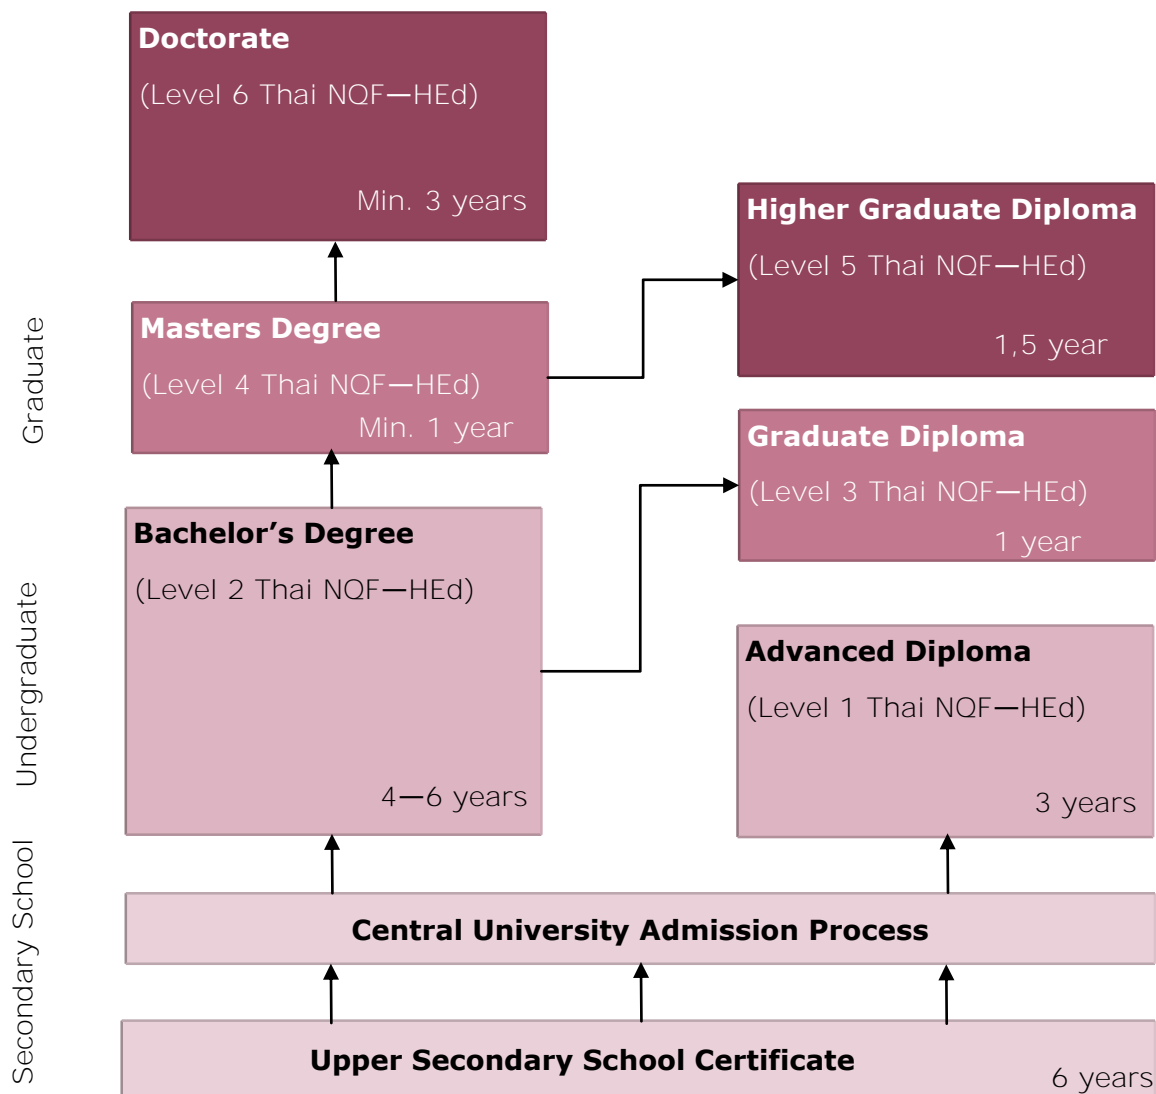 Doctorate
(Level 6 Thai NQF—HEd)
Min. 3 years
Higher Graduate Diploma
(Level 5 Thai NQF—HEd)
1,5 year
Masters Degree
(Level 4 Thai NQF—HEd)
Min. 1 year
Graduate Diploma
(Level 3 Thai NQF—HEd)
1 year
Graduate
Bachelor’s Degree
(Level 2 Thai NQF—HEd)
4—6 years
Advanced Diploma
(Level 1 Thai NQF—HEd)
3 years
Undergraduate
Central University Admission Process
Upper Secondary School Certificate
6 years
Secondary School